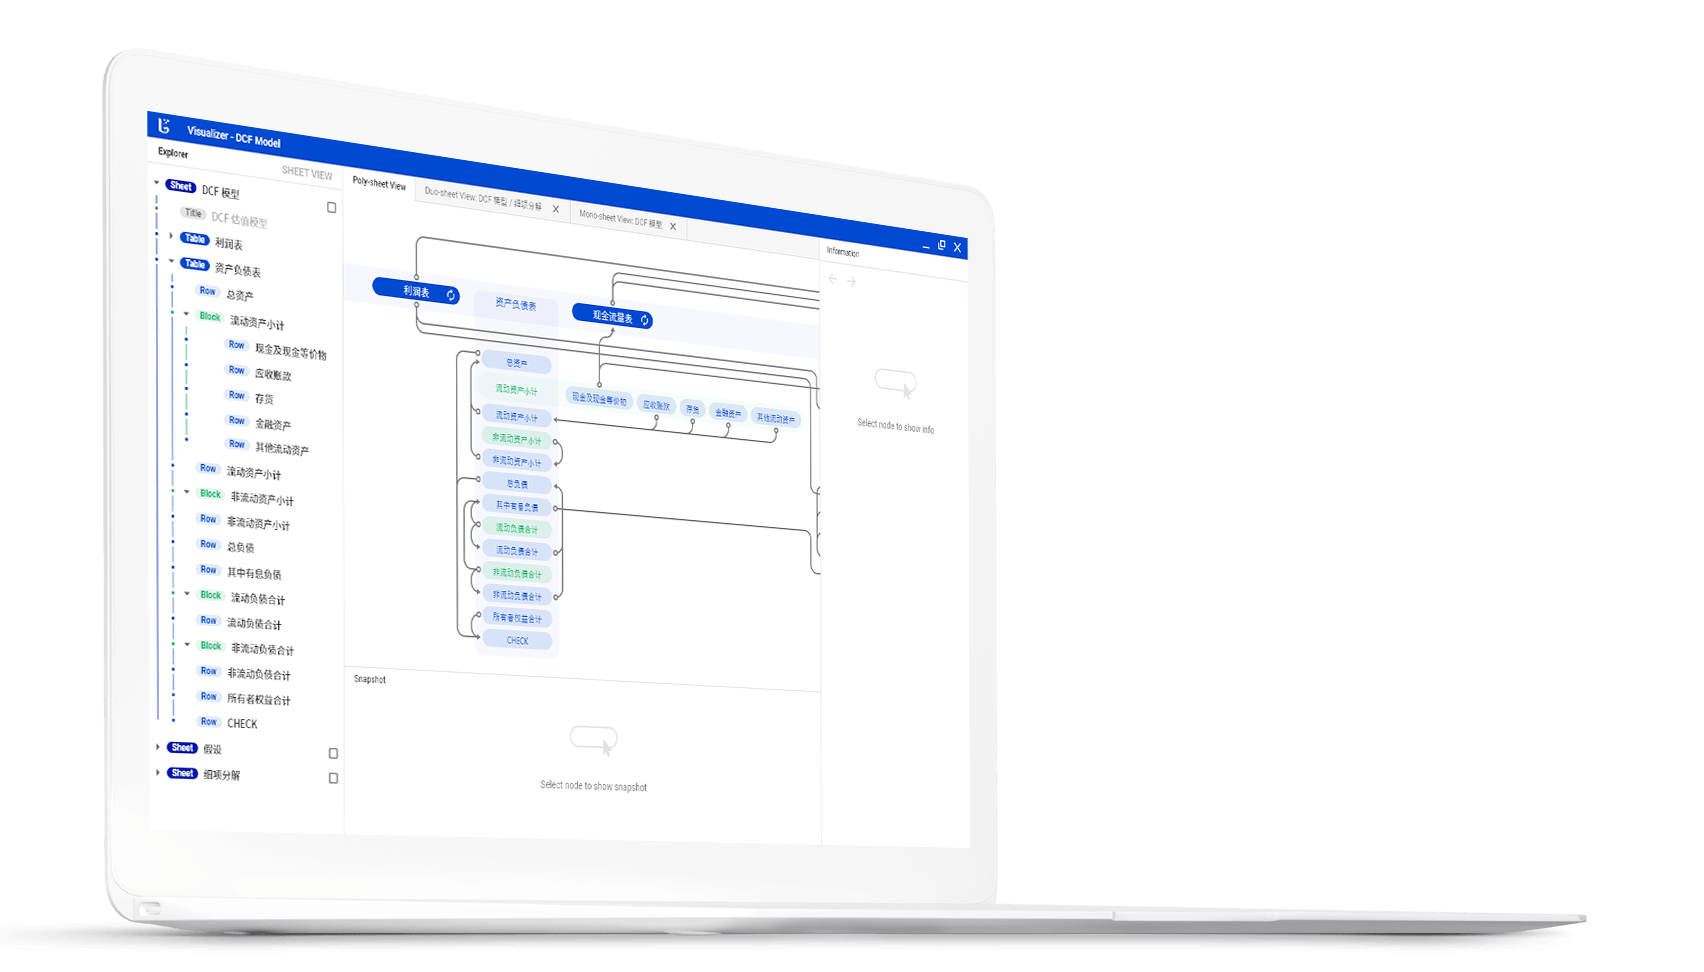 Visualizer - DCF Model
Explorer
SHEET VIEW
Sheet DCF 模型
Title DCF 估值模型
Table 利润表
Table 资产负债表
Row 总资产
Block 流动资产小计
Row 现金及现金等价物
Row 应收账款
Row 存货
Row 金融资产
Row 其他流动资产
Row 流动资产小计
Block 非流动资产小计
Row 非流动资产小计
Row 总负债
Row 其中有息负债
Block 流动负债合计
Row 流动负债合计
Block 非流动负债合计
Row 非流动负债合计
Row 所有者权益合计
Row CHECK
Sheet 假设
Sheet 细项分解
Poly-sheet View
Duo-sheet View: DCF 模型 / 细项分解
Mono-sheet View: DCF 模型
利润表
资产负债表
现金流量表
总资产
流动资产小计
现金及现金等价物
应收账款
存货
金融资产
其他流动资产
流动资产小计
非流动资产小计
非流动资产小计
总负债
其中有息负债
流动负债合计
流动负债合计
非流动负债合计
非流动负债合计
所有者权益合计
CHECK
Snapshot
Select node to show snapshot
Information
Select node to show info